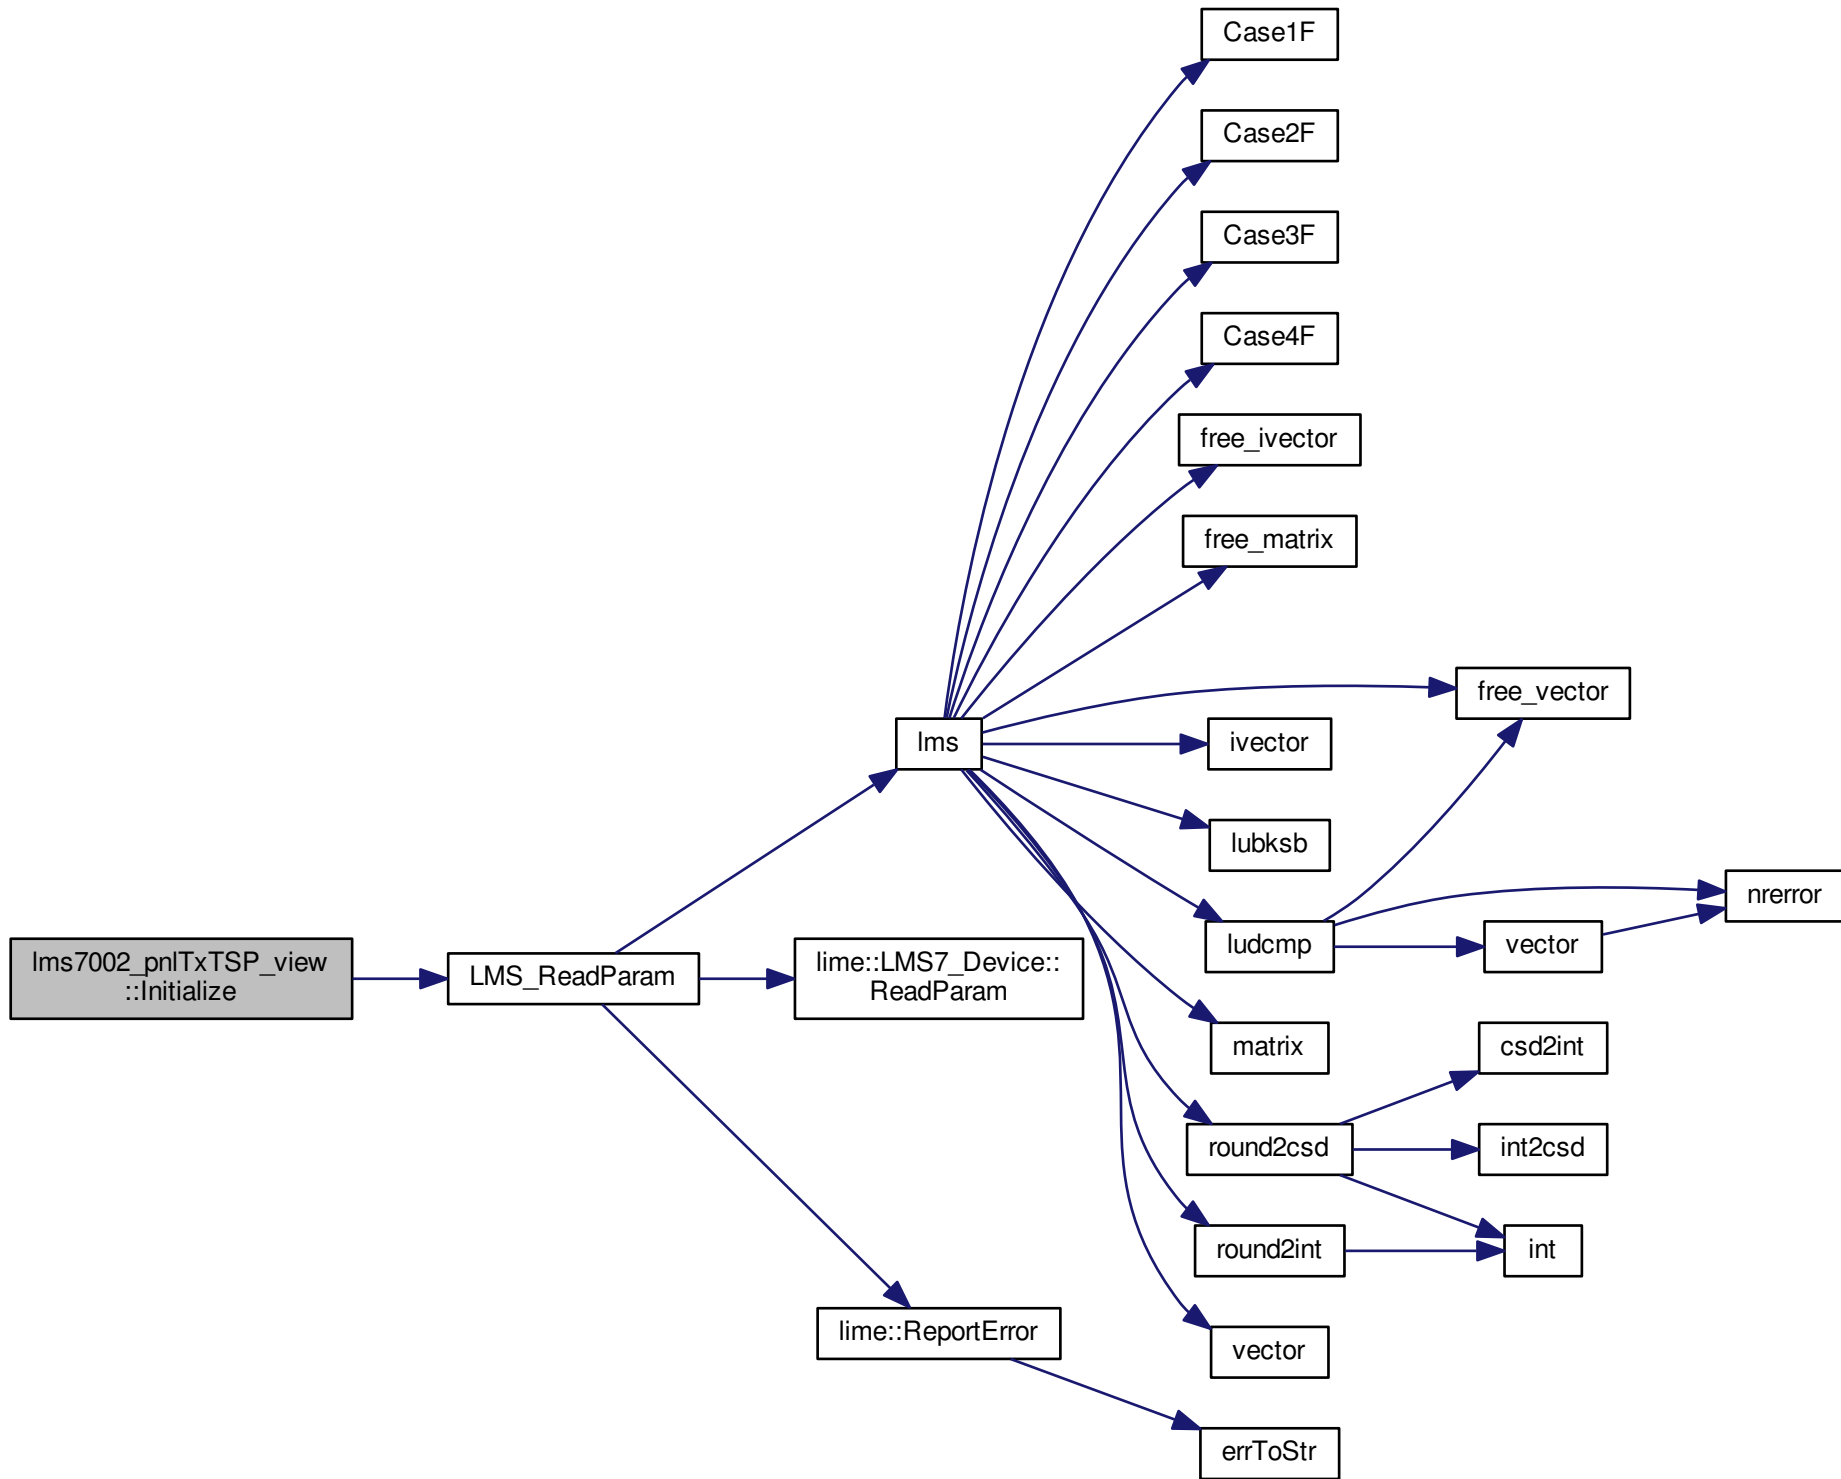 Case1F
Case2F
Case3F
Case4F
free_ivector
free_matrix
free_vector
lms
ivector
lubksb
nrerror
ludcmp
vector
lms7002_pnlTxTSP_view
::Initialize
LMS_ReadParam
lime::LMS7_Device::
ReadParam
matrix
csd2int
round2csd
int2csd
round2int
int
lime::ReportError
vector
errToStr